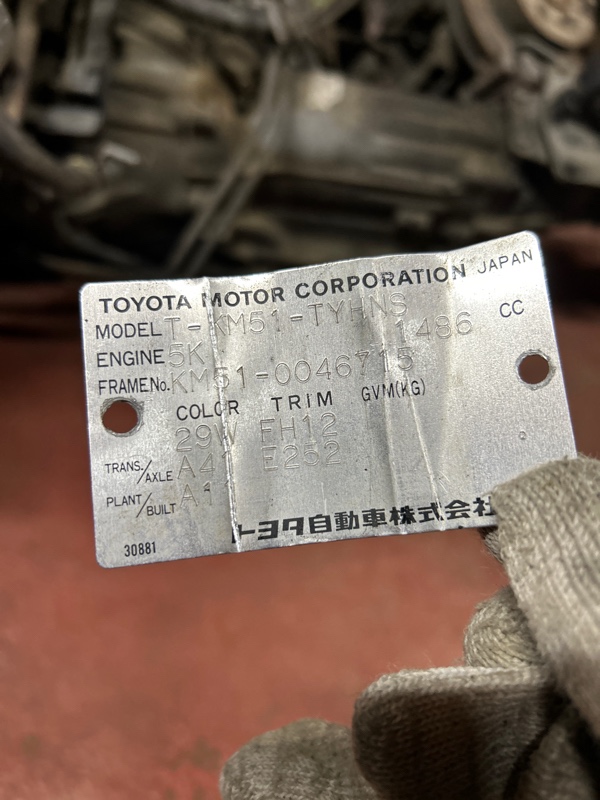 TOYOTA MOTOR CORPORATION JAPAN
MODEL T-KM51-TYHNS
ENGINE 5K 1486 CC
FRAME No. KM51-0046715
COLOR TRIM GVM(KG)
29W FH12
TRANS./AXLE A41 E252
PLANT/BUILT A1
トヨタ自動車株式会社
30881